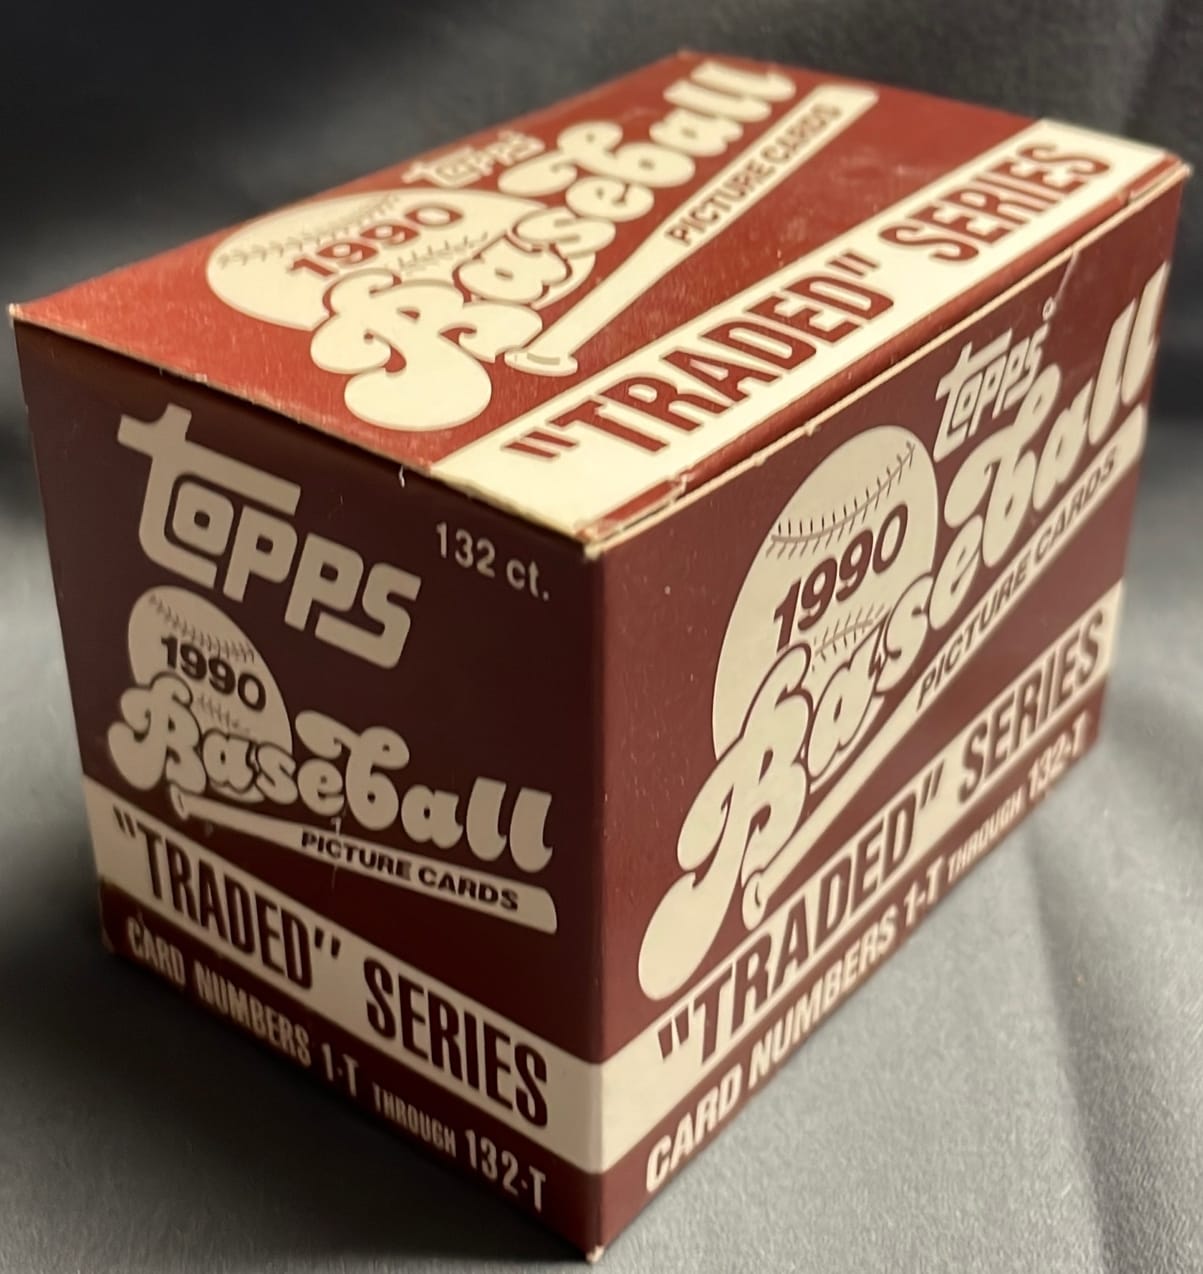 Topps
1990
Baseball
PICTURE CARDS
"TRADED" SERIES
Topps
132 ct.
1990
Baseball
PICTURE CARDS
"TRADED" SERIES
CARD NUMBERS 1-T THROUGH 132-T
Topps®
1990
Baseball
PICTURE CARDS
"TRADED" SERIES
CARD NUMBERS 1-T THROUGH 132-T